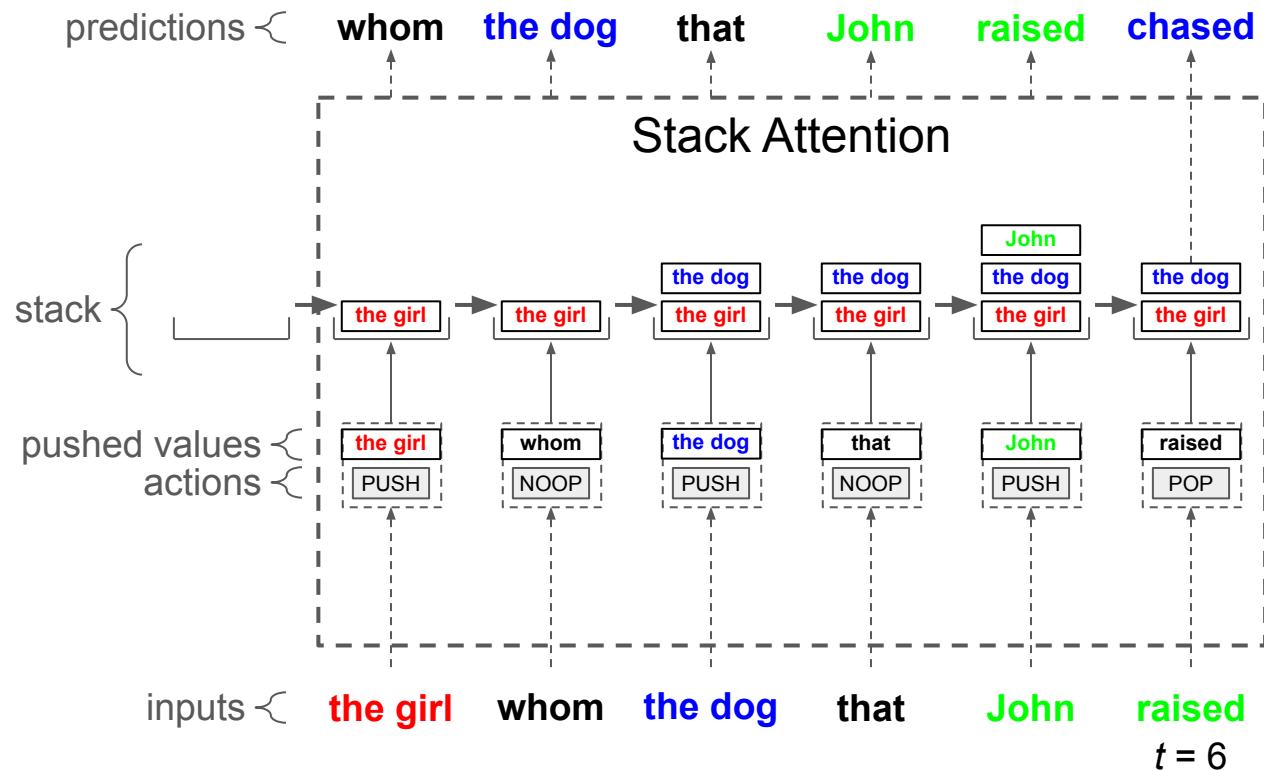 predictions whom the dog that John raised chased
Stack Attention
John
the dog the dog the dog the dog
stack the girl the girl the girl the girl the girl the girl
pushed values the girl whom the dog that John raised
actions PUSH NOOP PUSH NOOP PUSH POP
inputs the girl whom the dog that John raised
t = 6